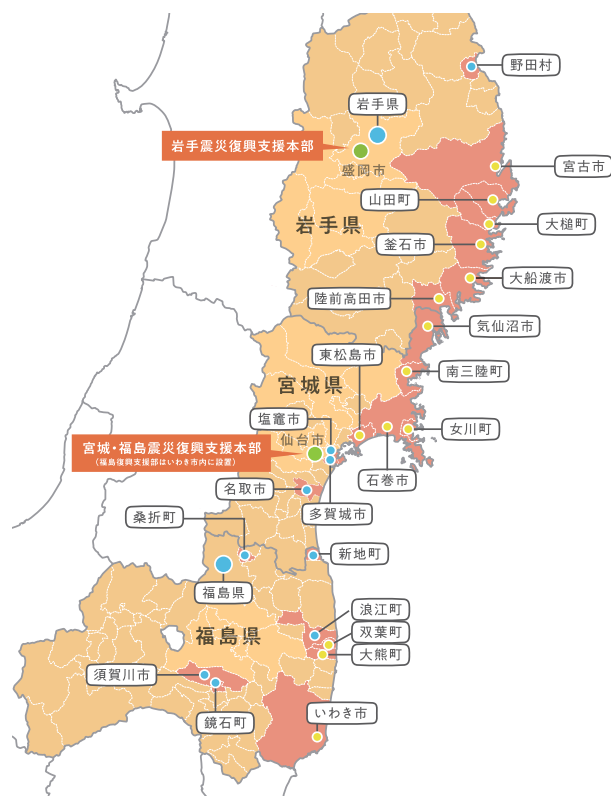 野田村
岩手県
岩手震災復興支援本部
盛岡市
宮古市
山田町
岩手県
大槌町
釜石市
大船渡市
陸前高田市
気仙沼市
東松島市
南三陸町
宮城県
塩竈市
仙台市
女川町
宮城・福島震災復興支援本部
(福島復興支援部はいわき市内に設置)
石巻市
名取市
多賀城市
桑折町
新地町
福島県
浪江町
双葉町
福島県
大熊町
須賀川市
鏡石町
いわき市